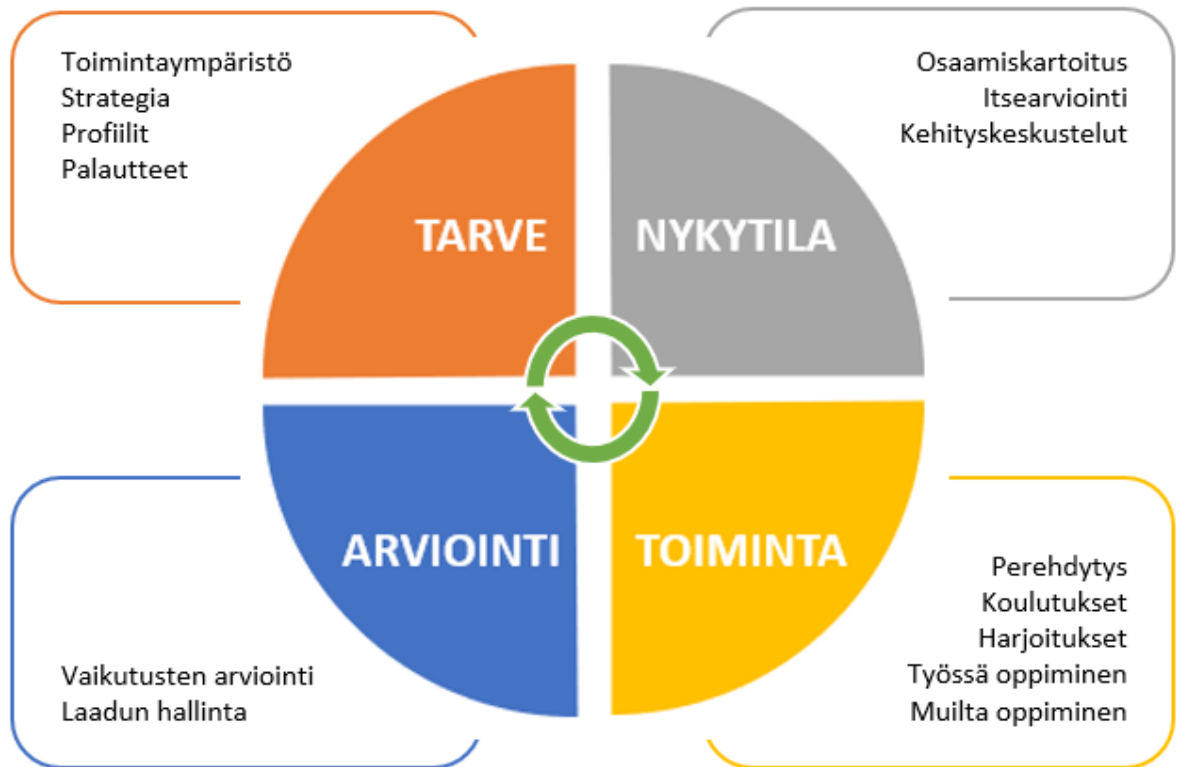 Toimintaympäristö
Strategia
Profiilit
Palautteet
Osaamiskartoitus
Itsearviointi
Kehityskeskustelut
TARVE
NYKYTILA
ARVIOINTI
TOIMINTA
Vaikutusten arviointi
Laadun hallinta
Perehdytys
Koulutukset
Harjoitukset
Työssä oppiminen
Muilta oppiminen